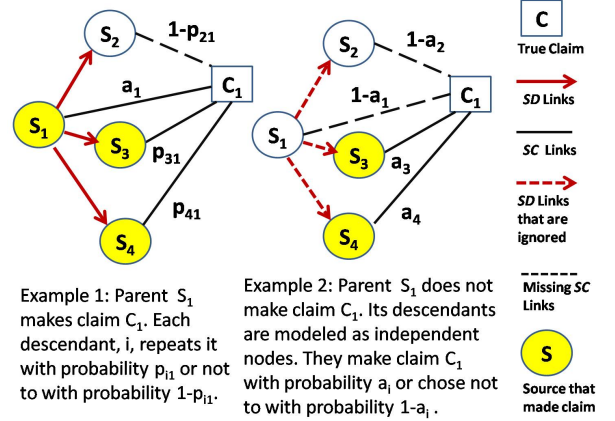 S2
1-p21
a1
C1
S1
S3
p31
p41
S4
S2
1-a2
1-a1
C1
S1
S3
a3
a4
S4
C
True Claim
SD Links
SC Links
SD Links
that are
ignored
Missing SC
Links
S
Source that
made claim
Example 1: Parent S1
makes claim C1. Each
descendant, i, repeats it
with probability pi1 or not
to with probability 1-pi1.
Example 2: Parent S1 does not
make claim C1. Its descendants
are modeled as independent
nodes. They make claim C1
with probability ai or chose not
to with probability 1-ai .